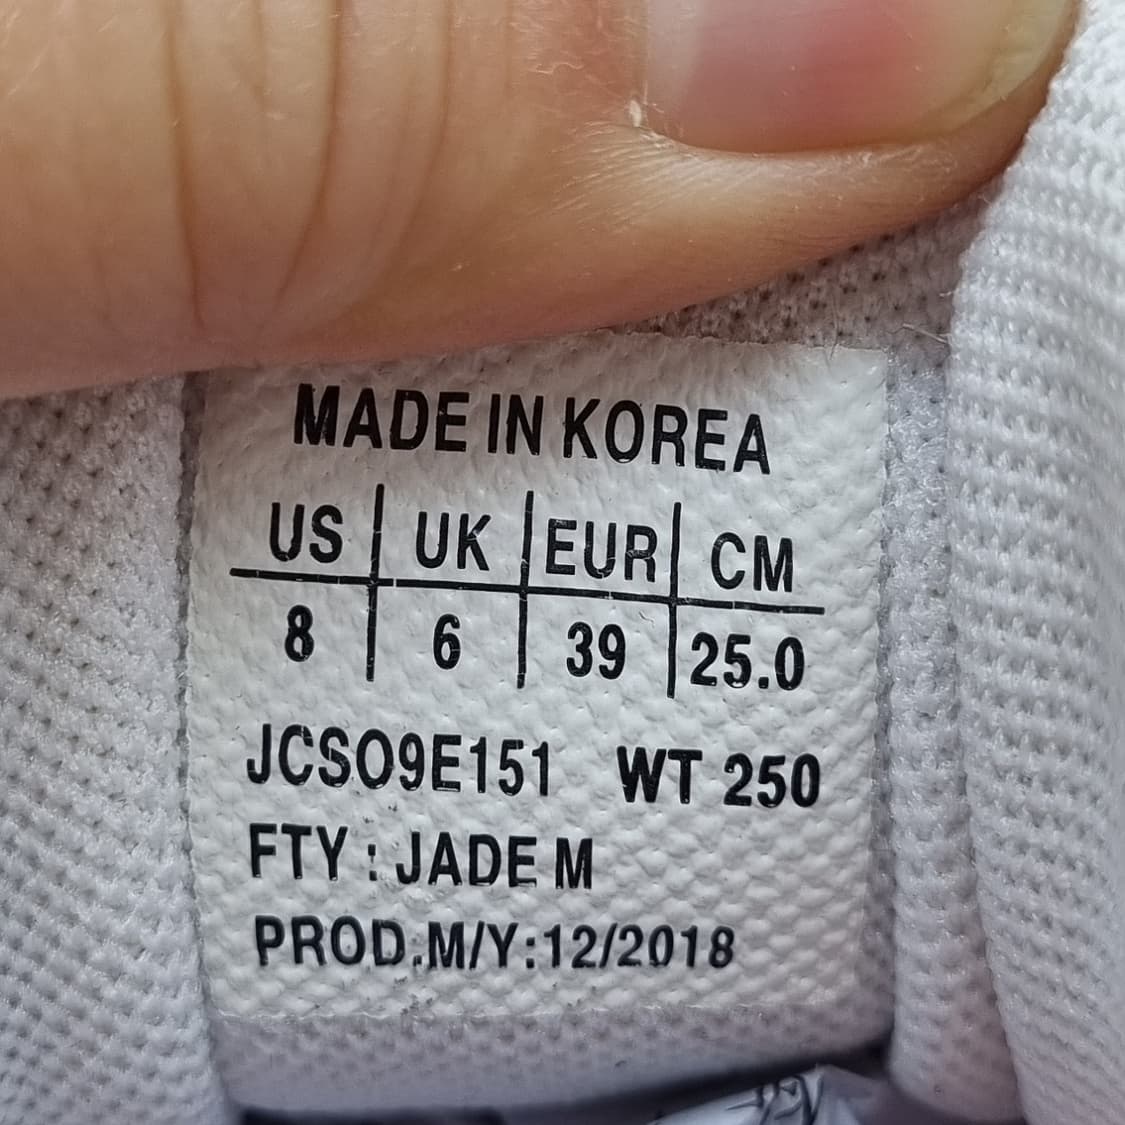 MADE IN KOREA
US UK EUR CM
8 6 39 25.0
JCSO9E151 WT 250
FTY : JADE M
PROD.M/Y:12/2018